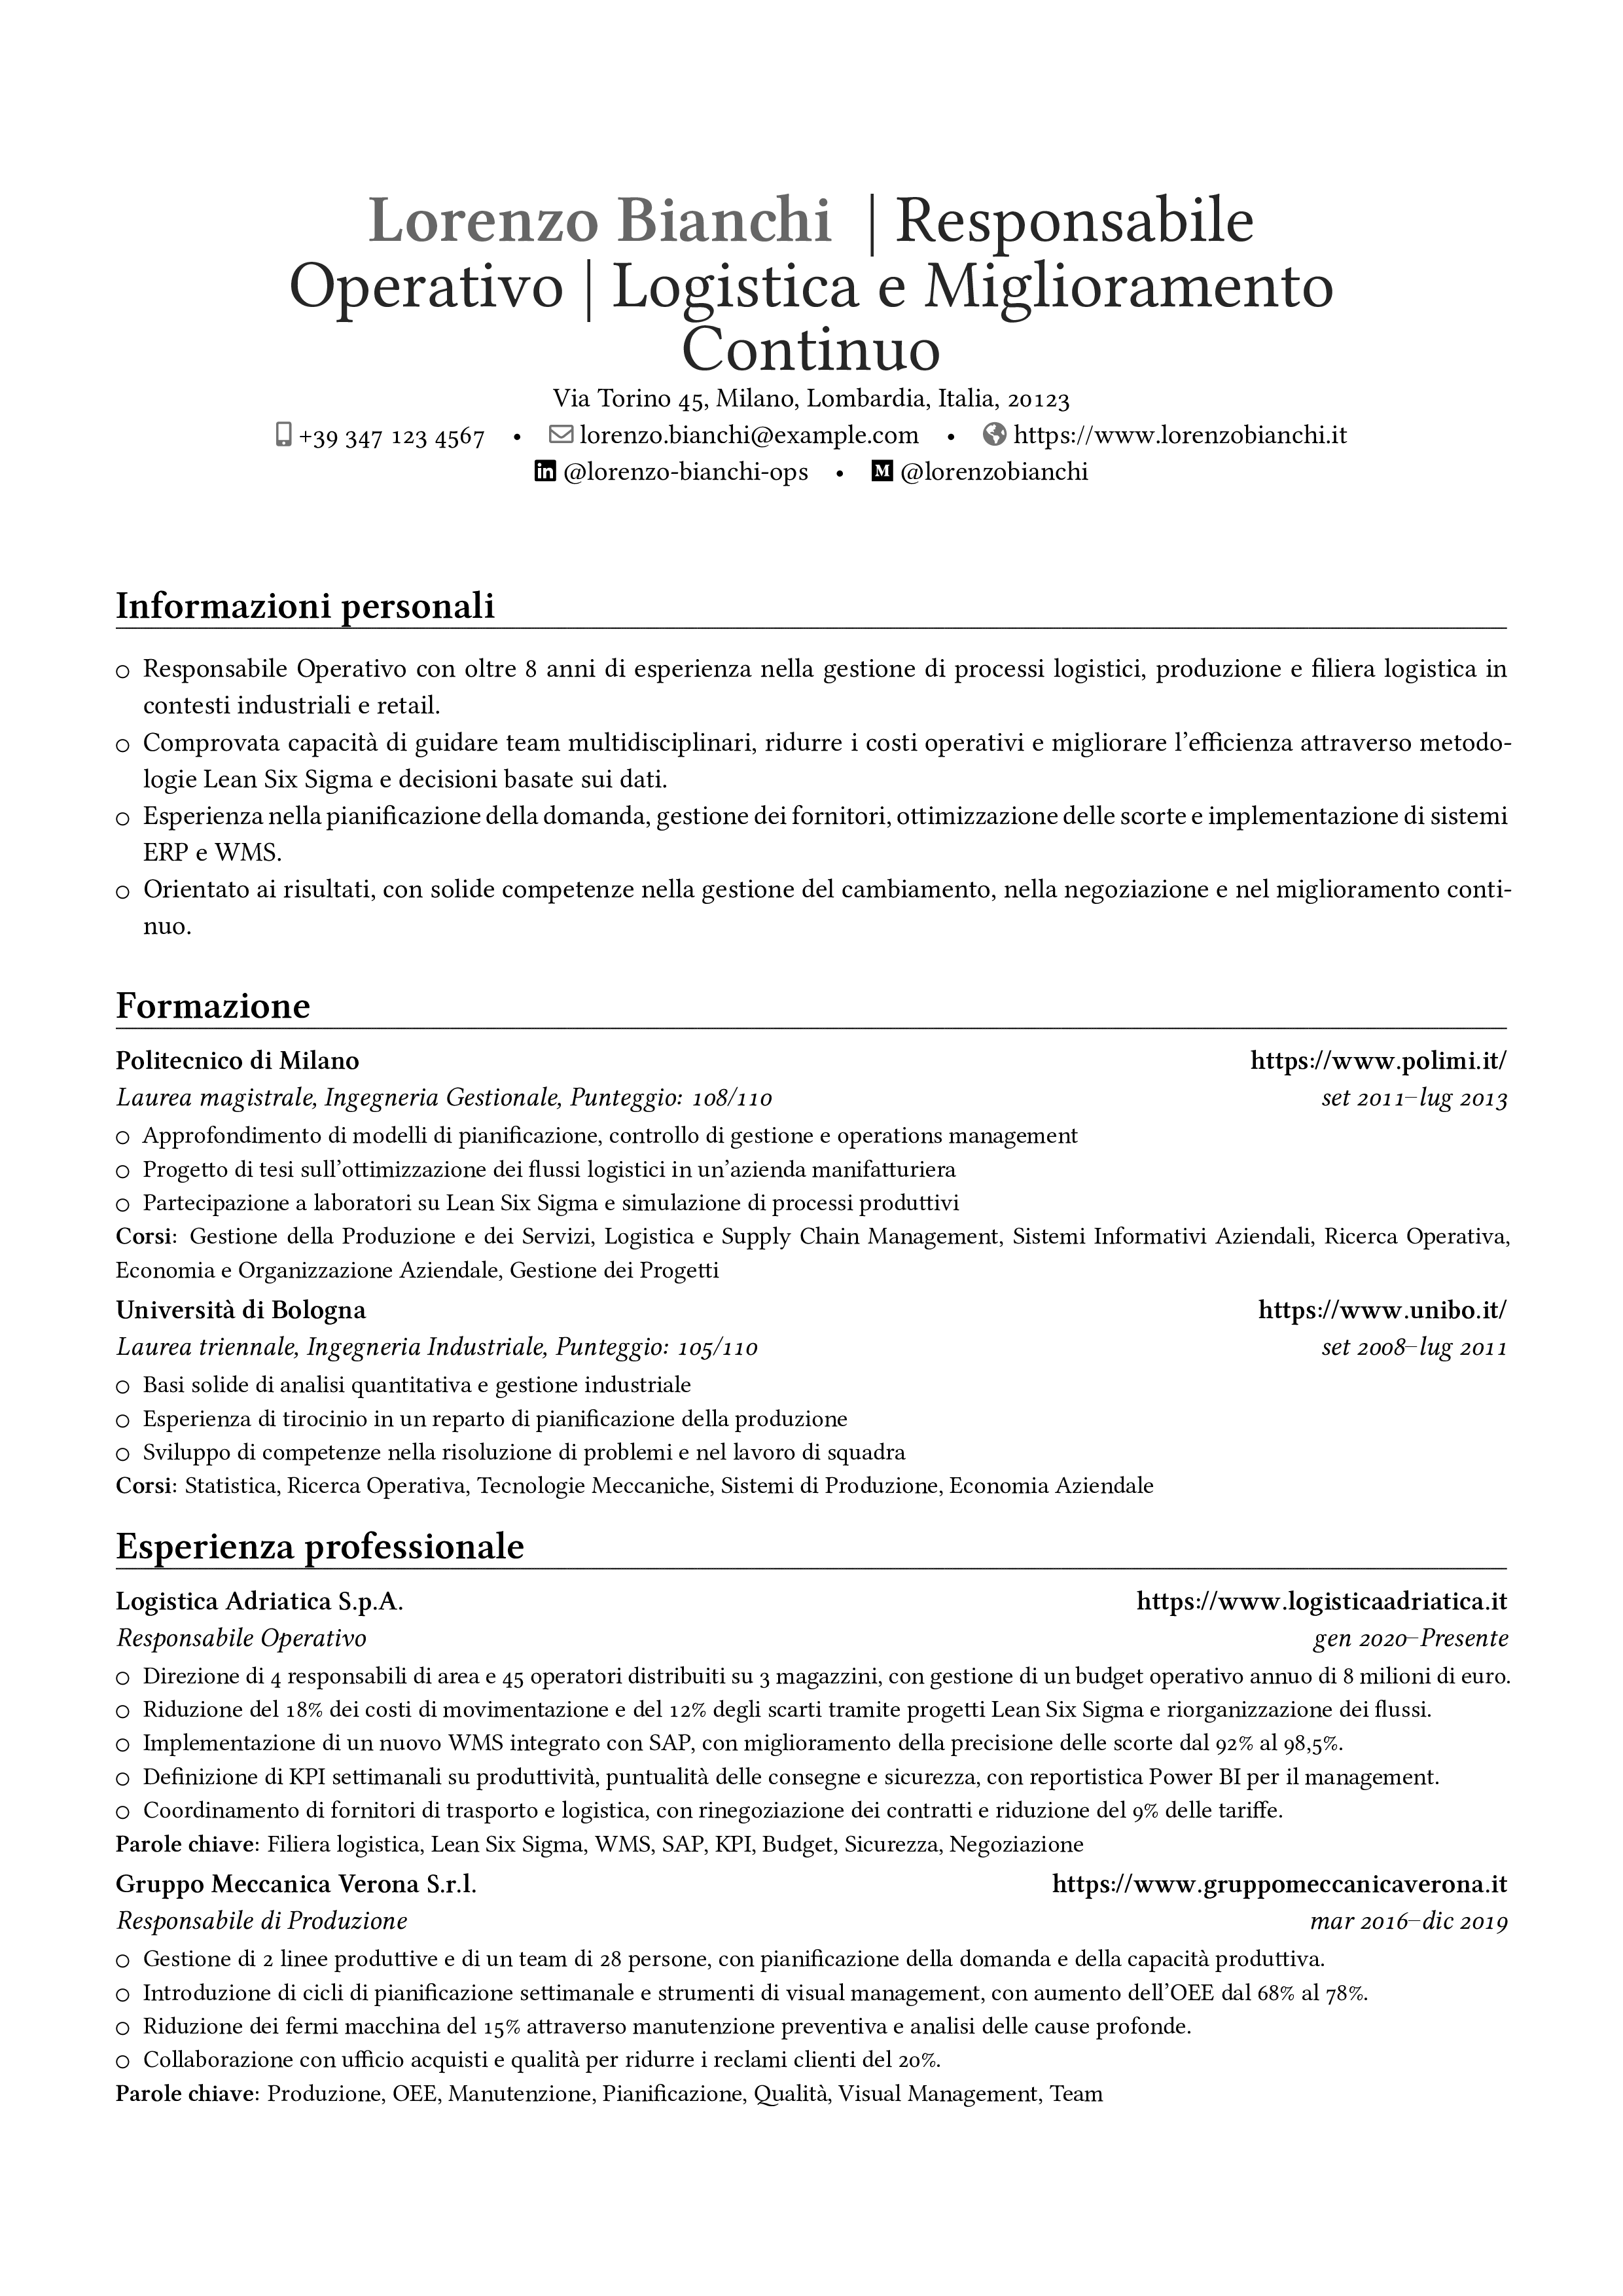 Lorenzo Bianchi | Responsabile
Operativo | Logistica e Miglioramento
Continuo
Via Torino 45, Milano, Lombardia, Italia, 20123
+39 347 123 4567 • lorenzo.bianchi@example.com • https://www.lorenzobianchi.it
@lorenzo-bianchi-ops • @lorenzobianchi
Informazioni personali
○ Responsabile Operativo con oltre 8 anni di esperienza nella gestione di processi logistici, produzione e filiera logistica in
contesti industriali e retail.
○ Comprovata capacità di guidare team multidisciplinari, ridurre i costi operativi e migliorare l'efficienza attraverso metodo-
logie Lean Six Sigma e decisioni basate sui dati.
○ Esperienza nella pianificazione della domanda, gestione dei fornitori, ottimizzazione delle scorte e implementazione di sistemi
ERP e WMS.
○ Orientato ai risultati, con solide competenze nella gestione del cambiamento, nella negoziazione e nel miglioramento conti-
nuo.
Formazione
Politecnico di Milano https://www.polimi.it/
Laurea magistrale, Ingegneria Gestionale, Punteggio: 108/110 set 2011–lug 2013
○ Approfondimento di modelli di pianificazione, controllo di gestione e operations management
○ Progetto di tesi sull'ottimizzazione dei flussi logistici in un'azienda manifatturiera
○ Partecipazione a laboratori su Lean Six Sigma e simulazione di processi produttivi
Corsi: Gestione della Produzione e dei Servizi, Logistica e Supply Chain Management, Sistemi Informativi Aziendali, Ricerca Operativa,
Economia e Organizzazione Aziendale, Gestione dei Progetti
Università di Bologna https://www.unibo.it/
Laurea triennale, Ingegneria Industriale, Punteggio: 105/110 set 2008–lug 2011
○ Basi solide di analisi quantitativa e gestione industriale
○ Esperienza di tirocinio in un reparto di pianificazione della produzione
○ Sviluppo di competenze nella risoluzione di problemi e nel lavoro di squadra
Corsi: Statistica, Ricerca Operativa, Tecnologie Meccaniche, Sistemi di Produzione, Economia Aziendale
Esperienza professionale
Logistica Adriatica S.p.A. https://www.logisticaadriatica.it
Responsabile Operativo gen 2020–Presente
○ Direzione di 4 responsabili di area e 45 operatori distribuiti su 3 magazzini, con gestione di un budget operativo annuo di 8 milioni di euro.
○ Riduzione del 18% dei costi di movimentazione e del 12% degli scarti tramite progetti Lean Six Sigma e riorganizzazione dei flussi.
○ Implementazione di un nuovo WMS integrato con SAP, con miglioramento della precisione delle scorte dal 92% al 98,5%.
○ Definizione di KPI settimanali su produttività, puntualità delle consegne e sicurezza, con reportistica Power BI per il management.
○ Coordinamento di fornitori di trasporto e logistica, con rinegoziazione dei contratti e riduzione del 9% delle tariffe.
Parole chiave: Filiera logistica, Lean Six Sigma, WMS, SAP, KPI, Budget, Sicurezza, Negoziazione
Gruppo Meccanica Verona S.r.l. https://www.gruppomeccanicaverona.it
Responsabile di Produzione mar 2016–dic 2019
○ Gestione di 2 linee produttive e di un team di 28 persone, con pianificazione della domanda e della capacità produttiva.
○ Introduzione di cicli di pianificazione settimanale e strumenti di visual management, con aumento dell'OEE dal 68% al 78%.
○ Riduzione dei fermi macchina del 15% attraverso manutenzione preventiva e analisi delle cause profonde.
○ Collaborazione con ufficio acquisti e qualità per ridurre i reclami clienti del 20%.
Parole chiave: Produzione, OEE, Manutenzione, Pianificazione, Qualità, Visual Management, Team